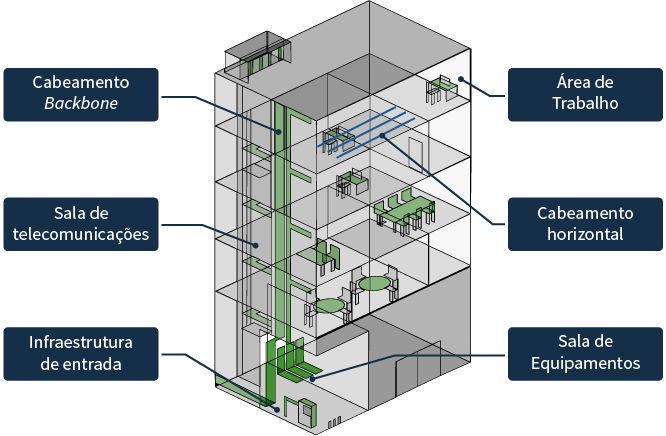 Cabeamento
Backbone
Área de
Trabalho
Sala de
telecomunicações
Cabeamento
horizontal
Infraestrutura
de entrada
Sala de
Equipamentos